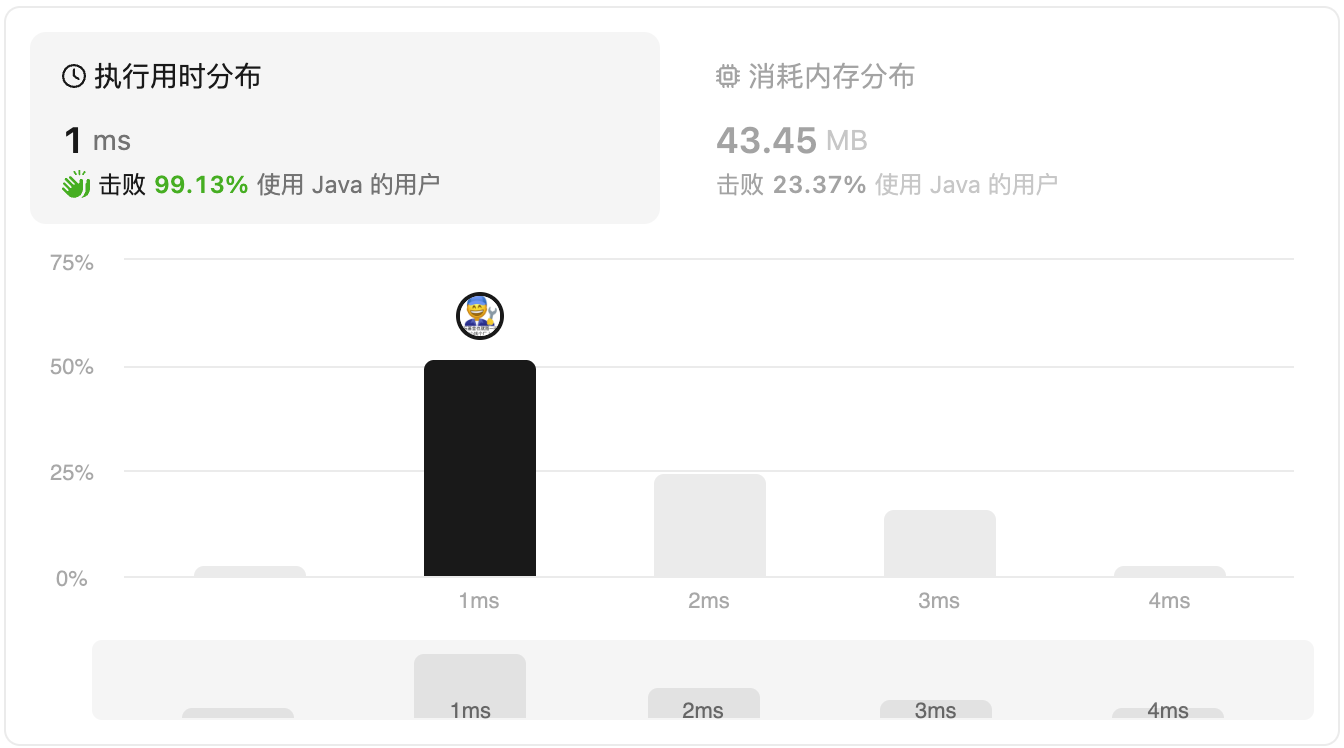 执行用时分布
1 ms
击败 99.13% 使用 Java 的用户
消耗内存分布
43.45 MB
击败 23.37% 使用 Java 的用户
75%
50%
25%
0%
1ms
2ms
3ms
4ms
1ms
2ms
3ms
4ms